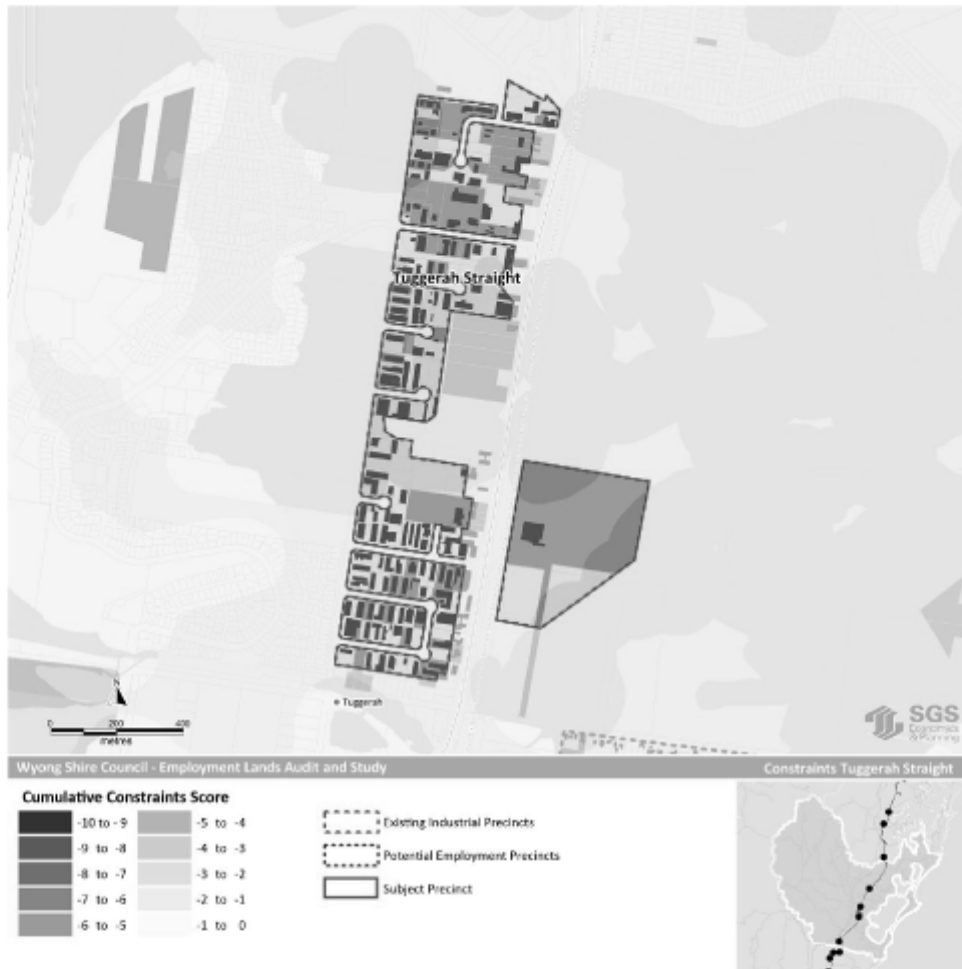 Tuggerah Straight
Tuggerah
N
0 200 400
metres
SGS
Economics
& Planning
Wyong Shire Council - Employment Lands Audit and Study
Constraints Tuggerah Straight
Cumulative Constraints Score
-10 to -9
-5 to -4
-9 to -8
-4 to -3
-8 to -7
-3 to -2
-7 to -6
-2 to -1
-6 to -5
-1 to 0
Existing Industrial Precincts
Potential Employment Precincts
Subject Precinct